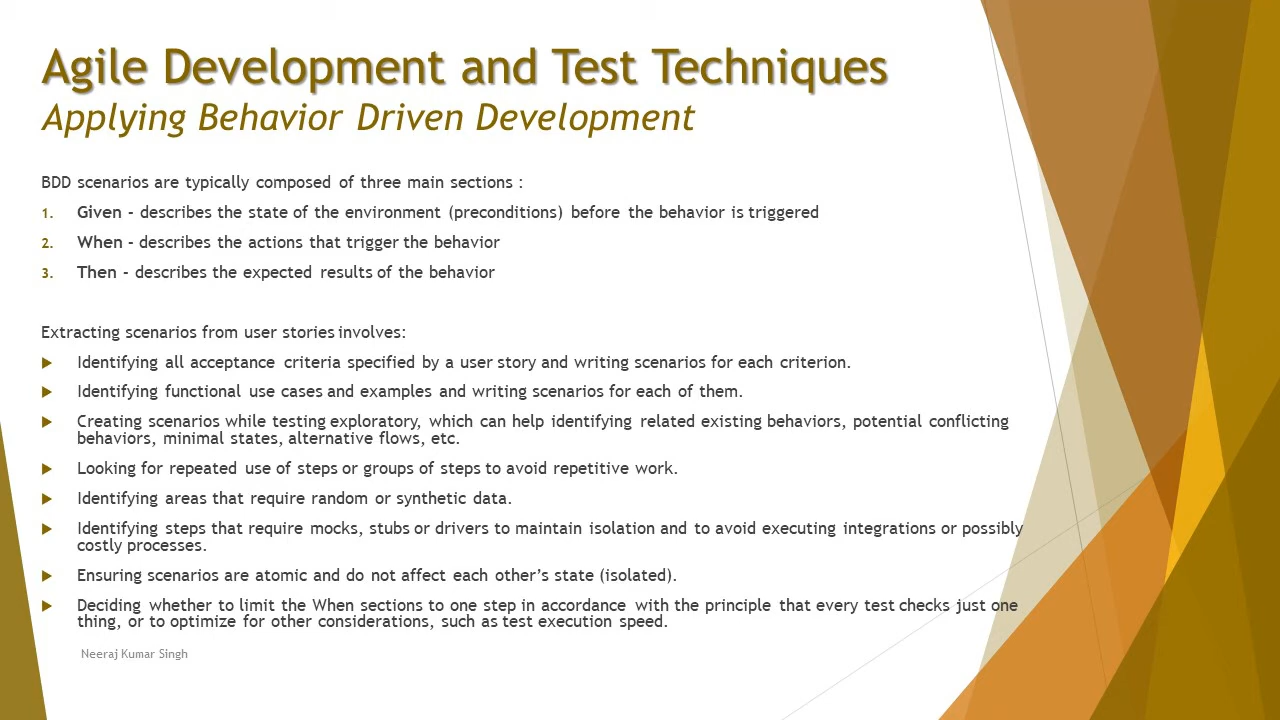 Agile Development and Test Techniques
Applying Behavior Driven Development
BDD scenarios are typically composed of three main sections :
1. Given - describes the state of the environment (preconditions) before the behavior is triggered
2. When - describes the actions that trigger the behavior
3. Then - describes the expected results of the behavior
Extracting scenarios from user stories involves:
Identifying all acceptance criteria specified by a user story and writing scenarios for each criterion.
Identifying functional use cases and examples and writing scenarios for each of them.
Creating scenarios while testing exploratory, which can help identifying related existing behaviors, potential conflicting
behaviors, minimal states, alternative flows, etc.
Looking for repeated use of steps or groups of steps to avoid repetitive work.
Identifying areas that require random or synthetic data.
Identifying steps that require mocks, stubs or drivers to maintain isolation and to avoid executing integrations or possibly
costly processes.
Ensuring scenarios are atomic and do not affect each other’s state (isolated).
Deciding whether to limit the When sections to one step in accordance with the principle that every test checks just one
thing, or to optimize for other considerations, such as test execution speed.
Neeraj Kumar Singh